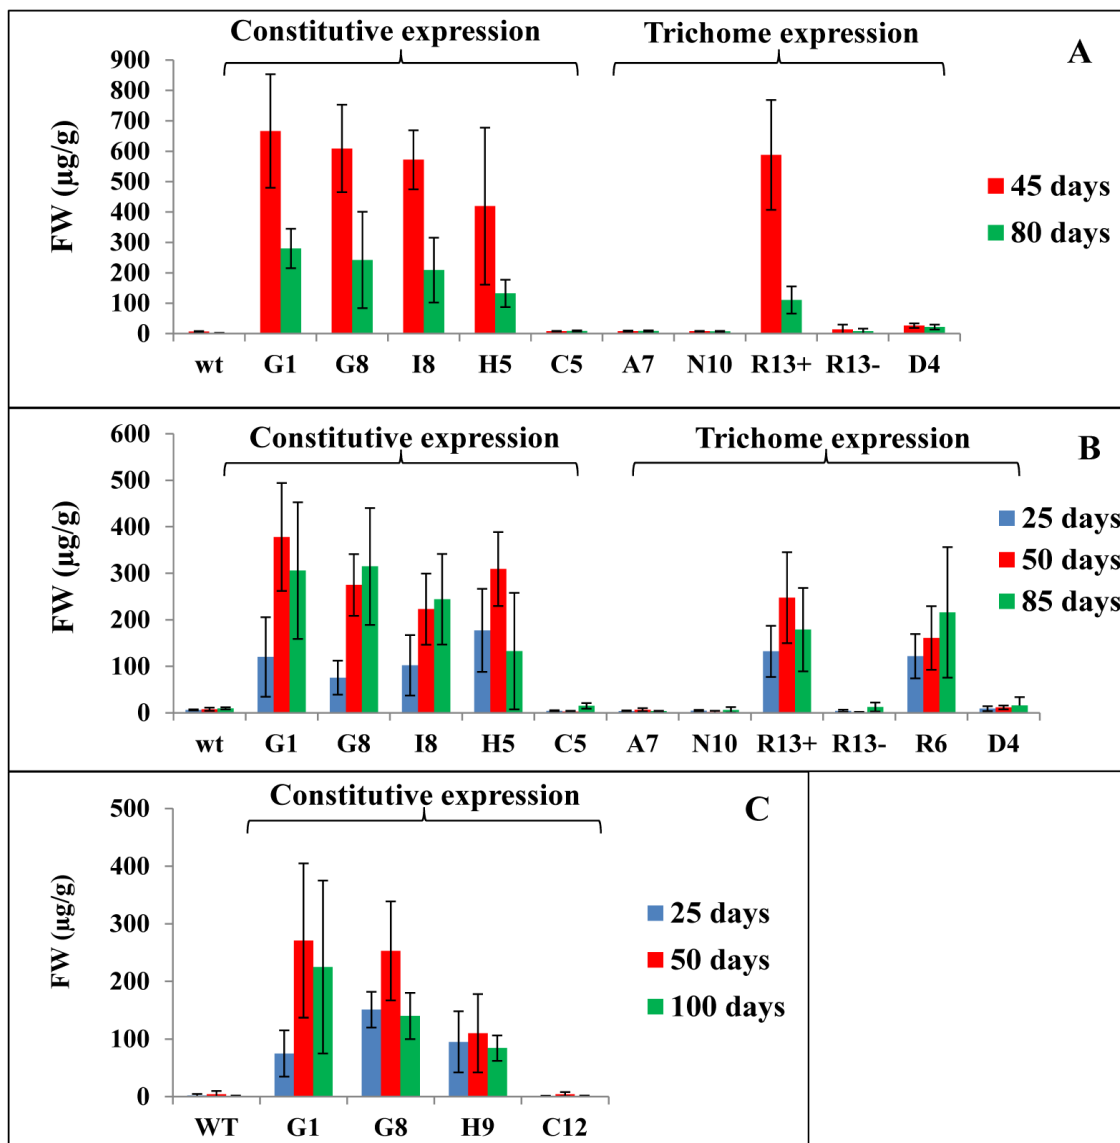 Constitutive expression
Trichome expression
A
FW (µg/g)
900
800
700
600
500
400
300
200
100
0
wt G1 G8 I8 H5 C5 A7 N10 R13+ R13- D4
45 days
80 days
Constitutive expression
Trichome expression
B
FW (µg/g)
600
500
400
300
200
100
0
wt G1 G8 I8 H5 C5 A7 N10 R13+ R13- R6 D4
25 days
50 days
85 days
Constitutive expression
C
FW (µg/g)
500
400
300
200
100
0
WT G1 G8 H9 C12
25 days
50 days
100 days